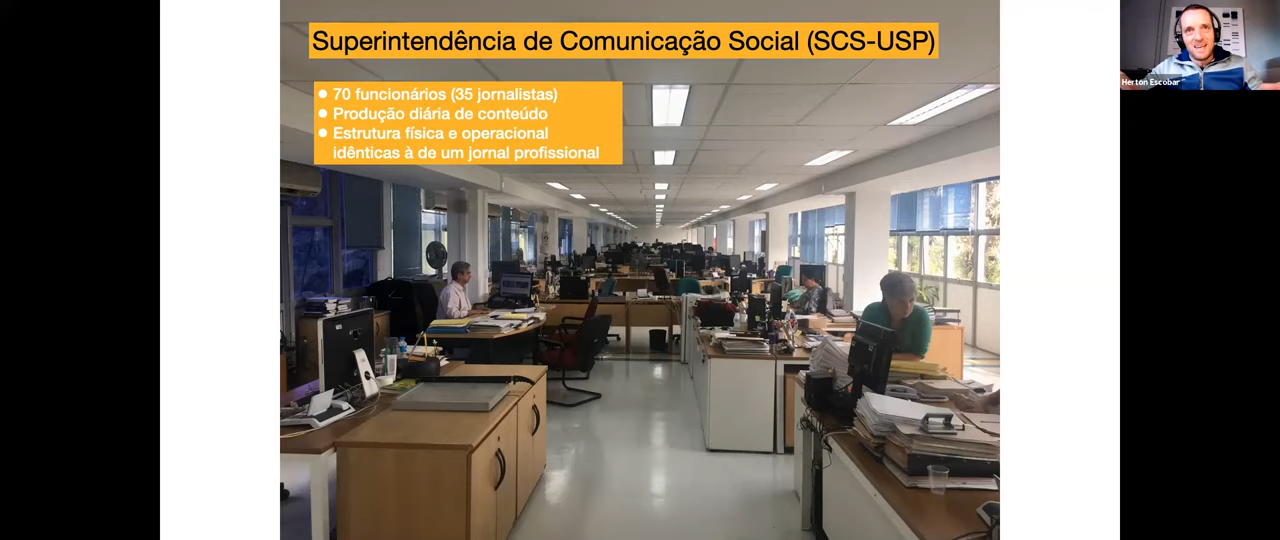 Superintendência de Comunicação Social (SCS-USP)
70 funcionários (35 jornalistas)
Produção diária de conteúdo
Estrutura física e operacional
idênticas à de um jornal profissional
Herton Escobar